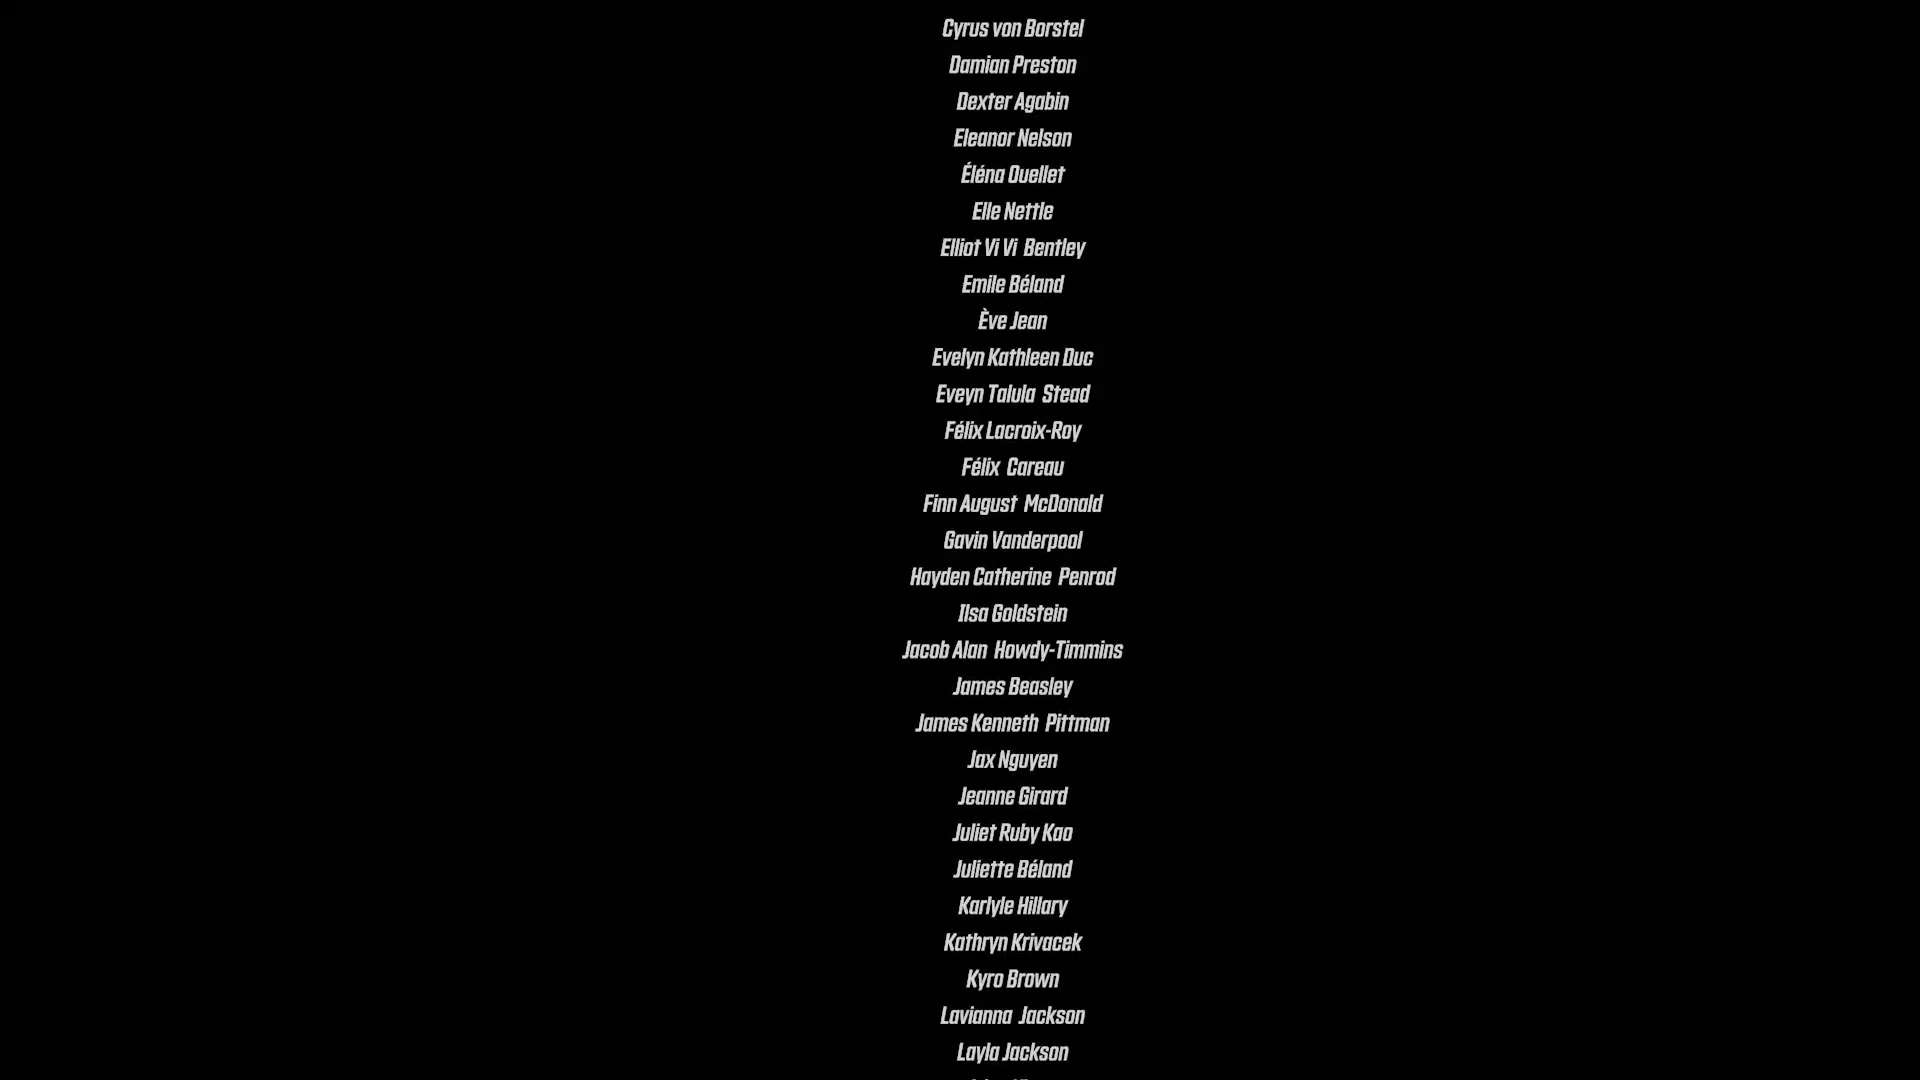 Cyrus von Borstel
Damian Preston
Dexter Agabin
Eleanor Nelson
Éléna Ouellet
Elle Nettle
Elliot Vi Vi Bentley
Emile Béland
Ève Jean
Evelyn Kathleen Duc
Eveyn Talula Stead
Félix Lacroix-Roy
Félix Careau
Finn August McDonald
Gavin Vanderpool
Hayden Catherine Penrod
Ilsa Goldstein
Jacob Alan Howdy-Timmins
James Beasley
James Kenneth Pittman
Jax Nguyen
Jeanne Girard
Juliet Ruby Kao
Juliette Béland
Karlyle Hillary
Kathryn Krivacek
Kyro Brown
Lavianna Jackson
Layla Jackson